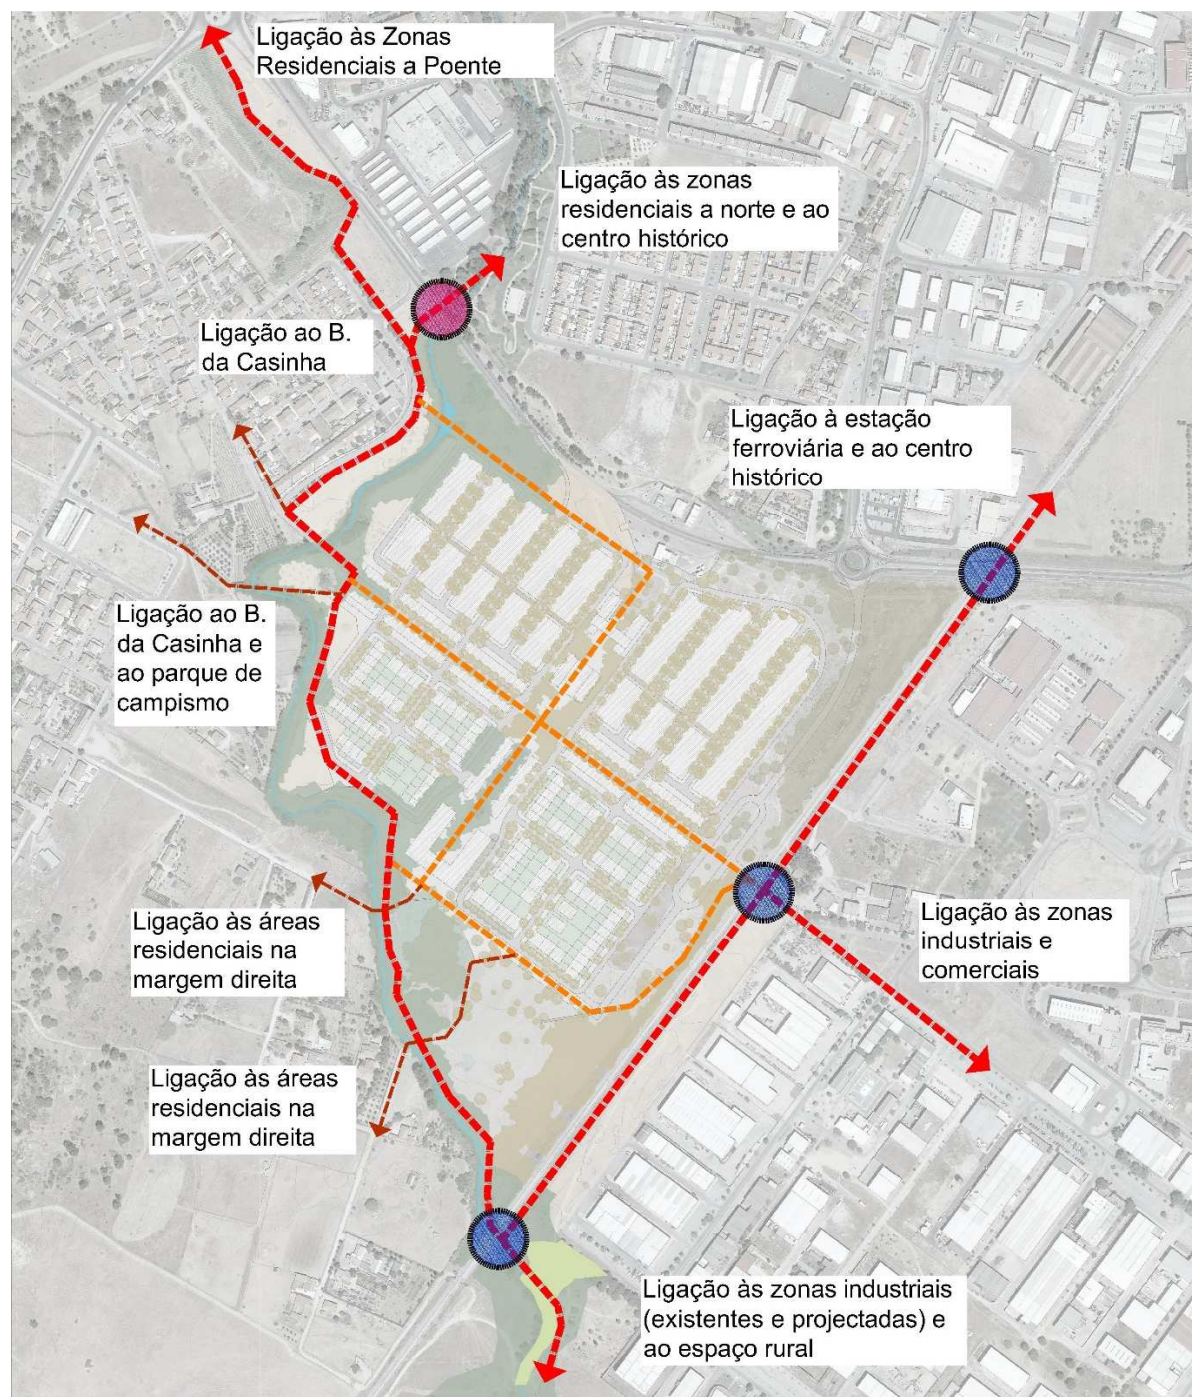 Ligação às Zonas
Residenciais a Poente
Ligação às zonas
residenciais a norte e ao
centro histórico
Ligação ao B.
da Casinha
Ligação à estação
ferroviária e ao centro
histórico
Ligação ao B.
da Casinha e
ao parque de
campismo
Ligação às áreas
residenciais na
margem direita
Ligação às zonas
industriais e
comerciais
Ligação às áreas
residenciais na
margem direita
Ligação às zonas industriais
(existentes e projectadas) e
ao espaço rural